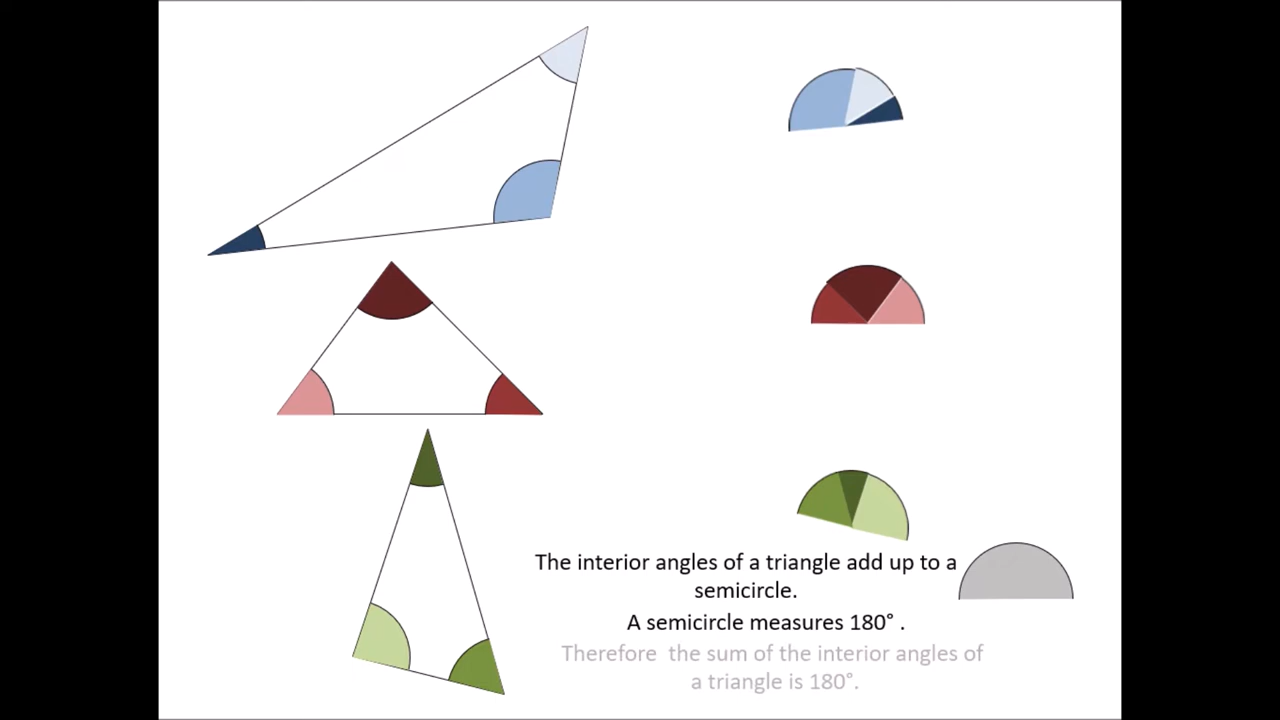 The interior angles of a triangle add up to a
semicircle.
A semicircle measures 180° .
Therefore  the sum of the interior angles of
a triangle is 180°.